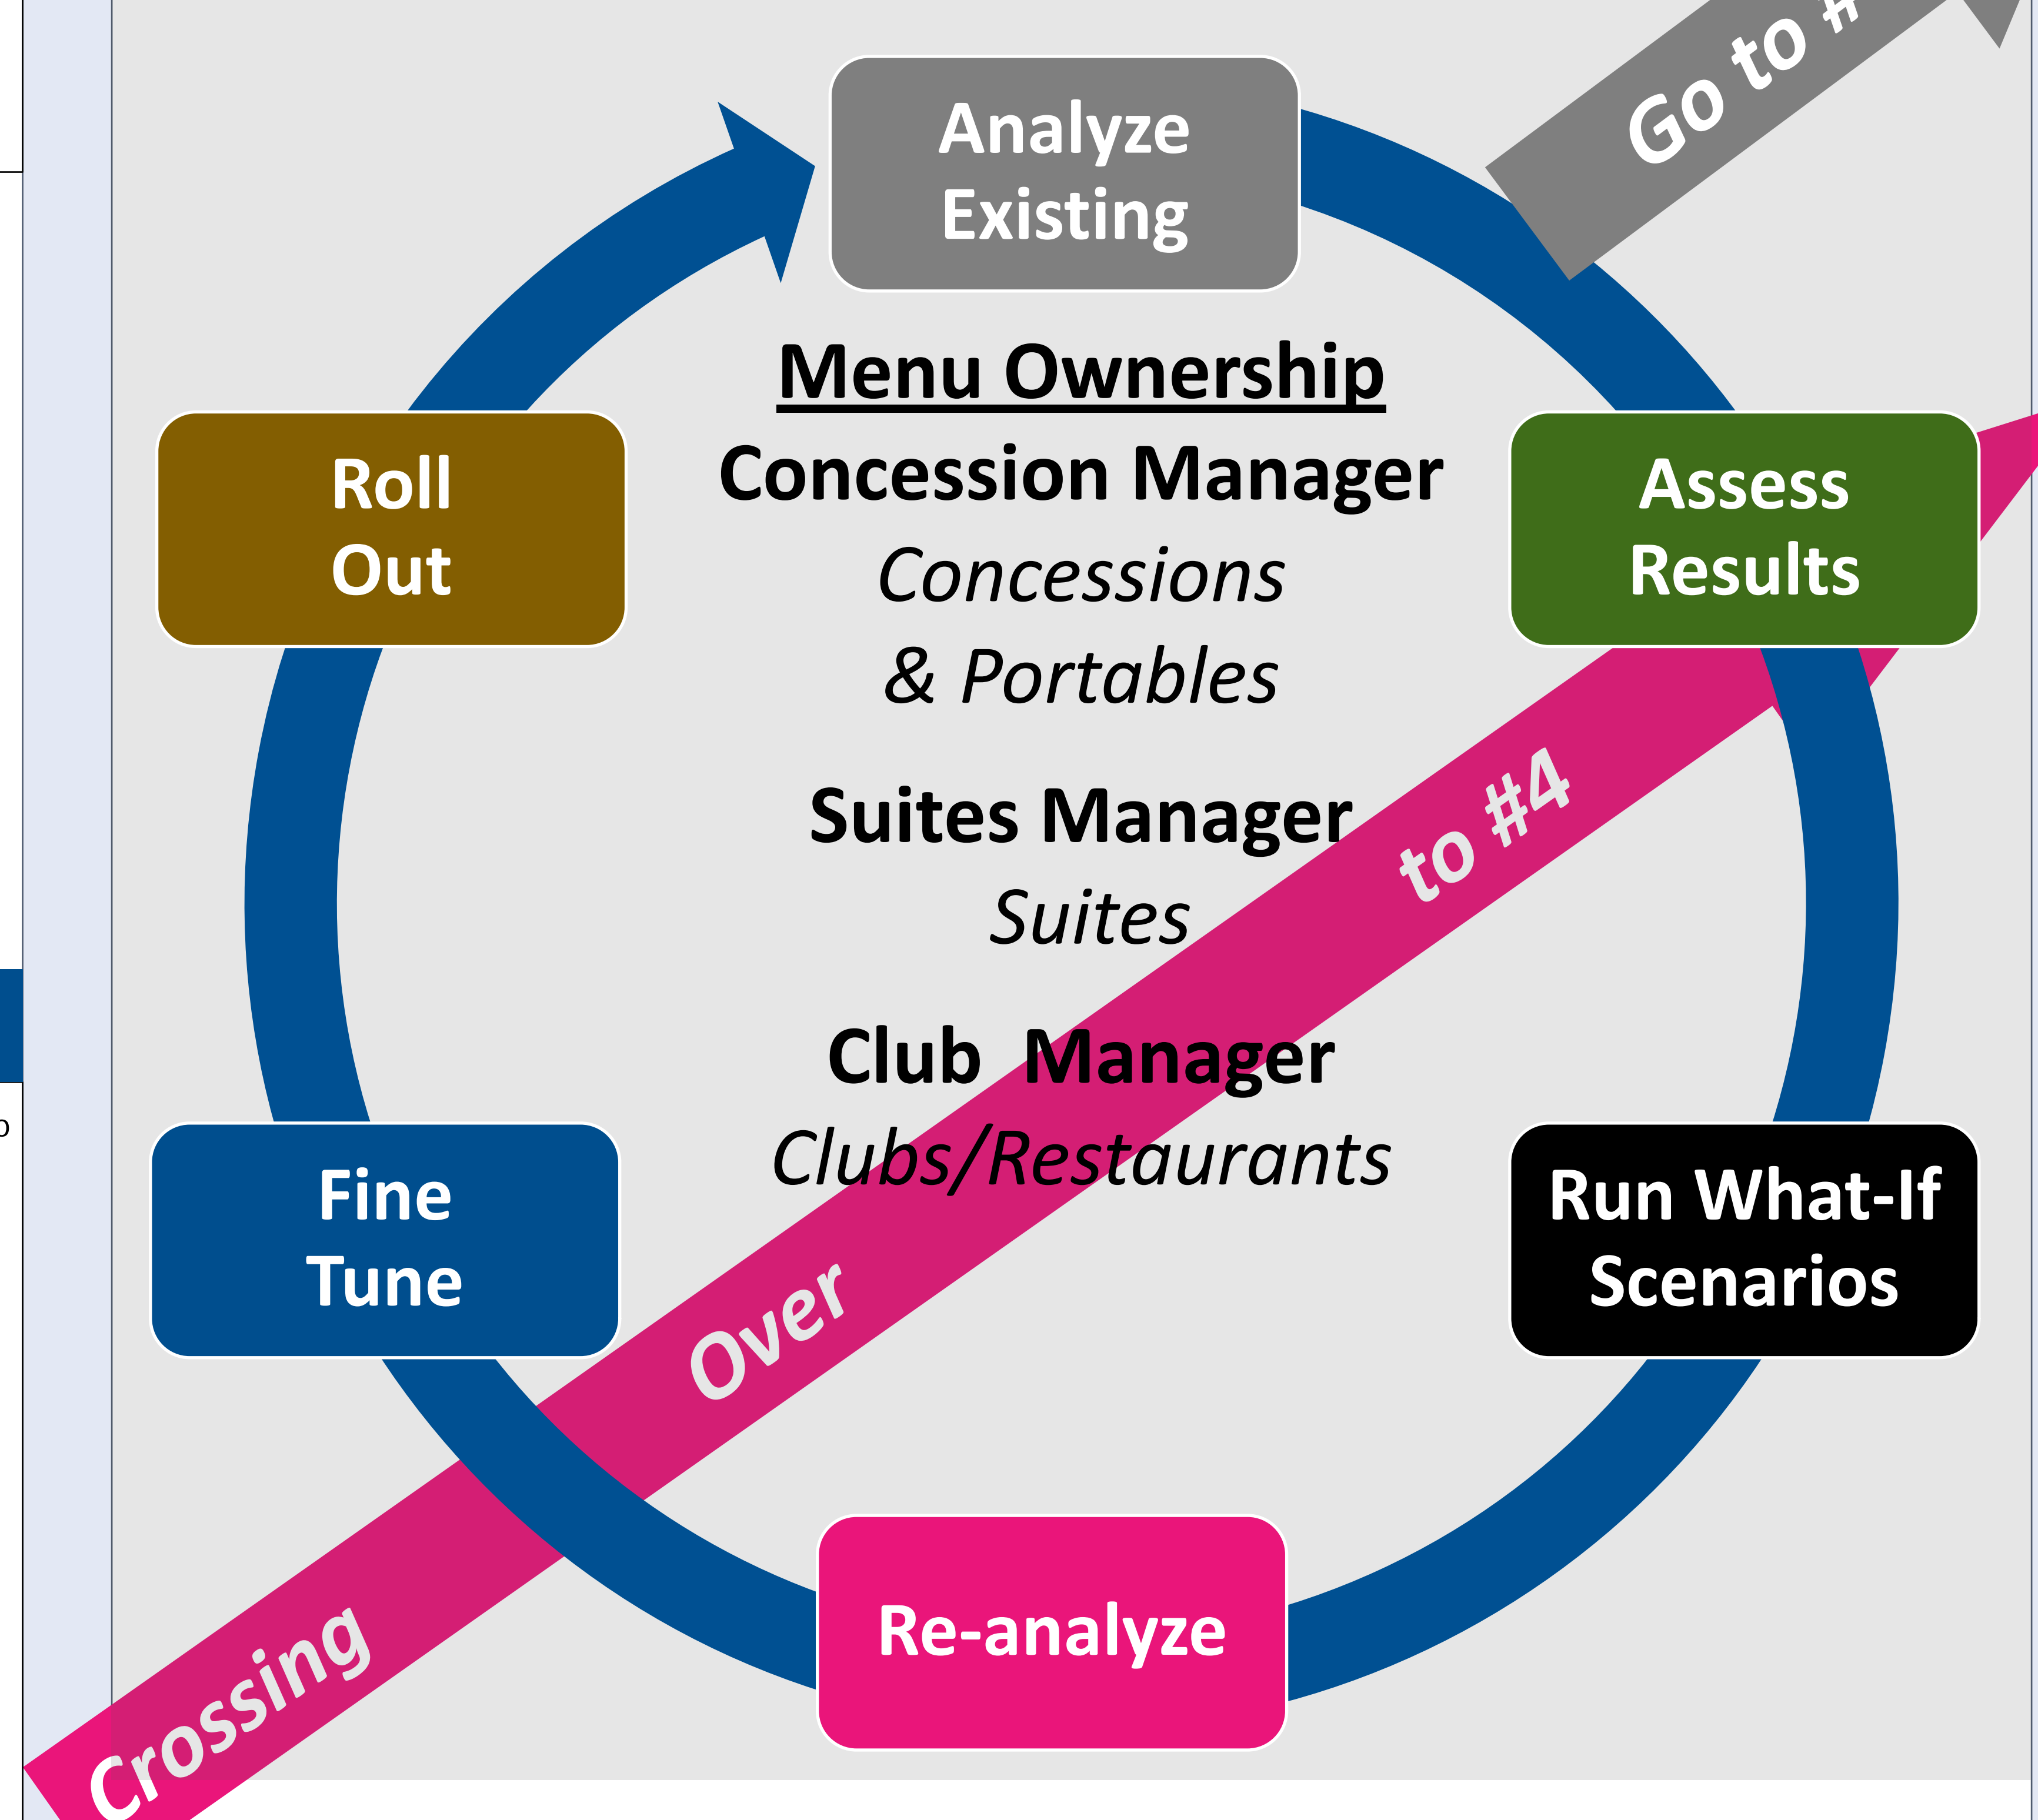 Go to #
Analyze
Existing
Menu Ownership
Concession Manager
Concessions
& Portables
Suites Manager
Suites
Club Manager
Clubs/Restaurants
Roll
Out
Assess
Results
Fine
Tune
Run What-If
Scenarios
Re-analyze
Crossing Over to #4